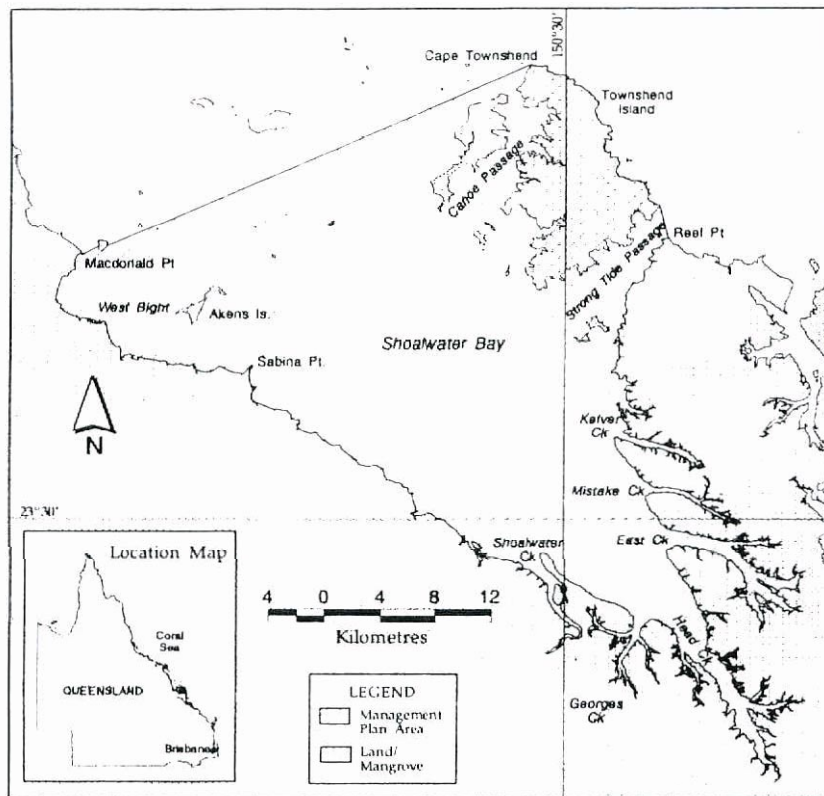 Cape Townshend
150°30'
Townshend
Island
Canoe Passage
Reef Pt
Strong Tide Passage
Macdonald Pt
West Bight
Akens Is.
Sabina Pt.
Shoalwater Bay
N
Kelver
Ck
Mistake Ck
23°30'
East Ck
Shoalwater
Ck
Head Ck
Georges
Ck
Location Map
Coral
Sea
QUEENSLAND
Brisbane
4 0 4 8 12
Kilometres
LEGEND
Management
Plan Area
Land/
Mangrove